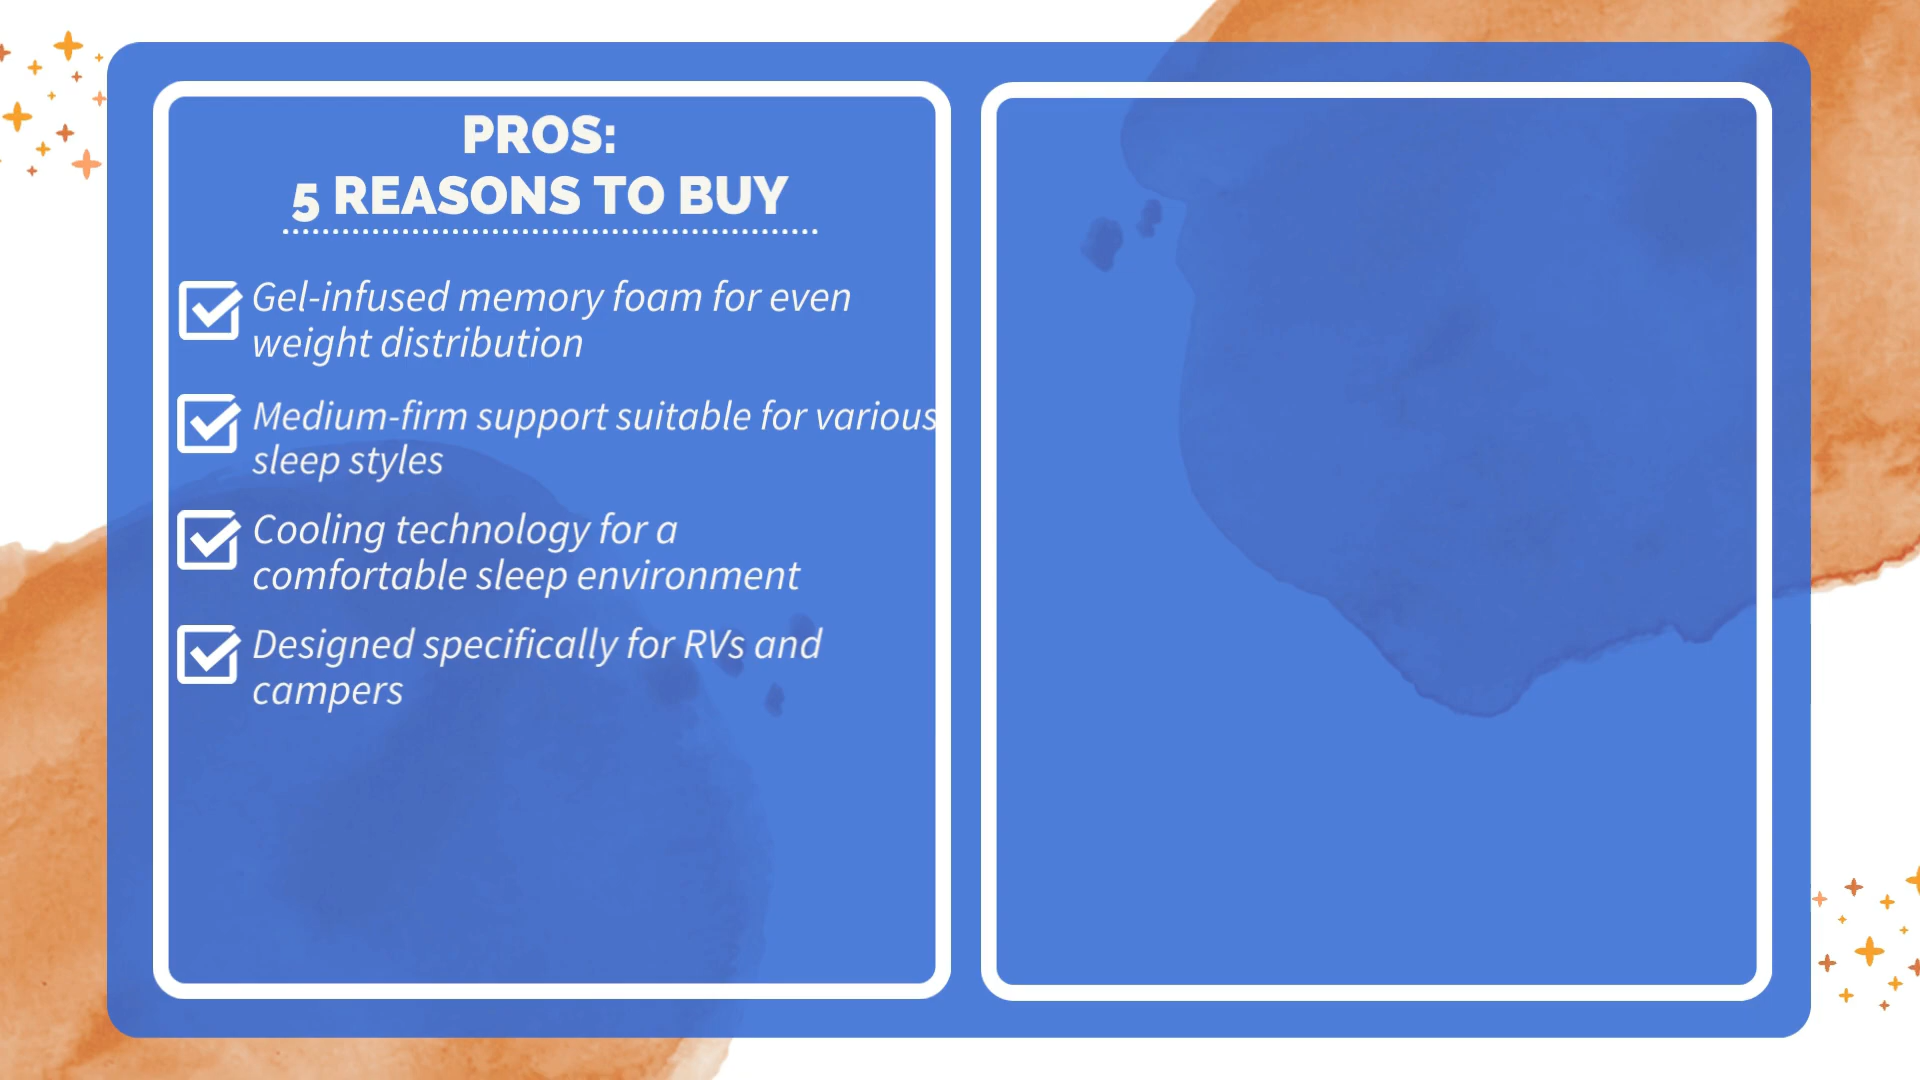 PROS:
5 REASONS TO BUY
Gel-infused memory foam for even
weight distribution
Medium-firm support suitable for various
sleep styles
Cooling technology for a
comfortable sleep environment
Designed specifically for RVs and
campers